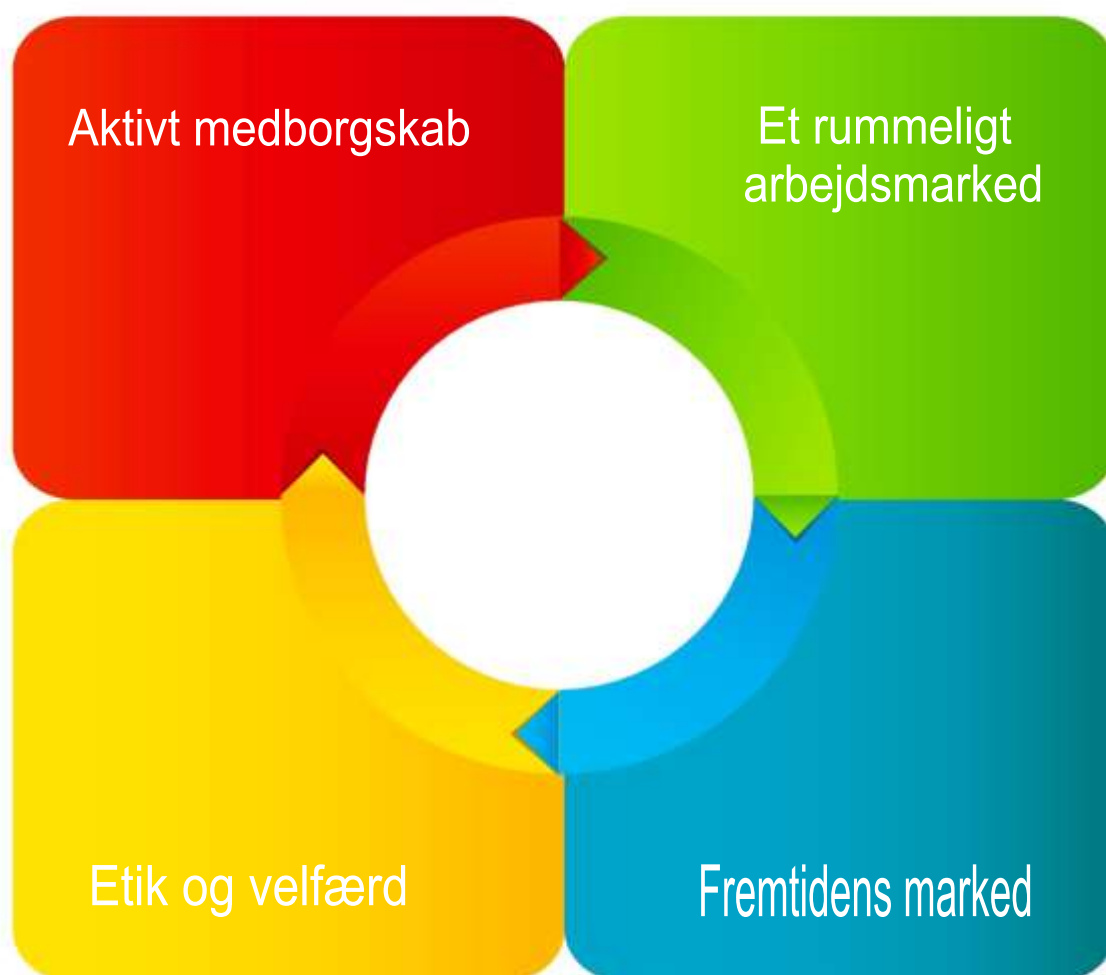 Aktivt medborgskab
Et rummeligt
arbejdsmarked
Etik og velfærd
Fremtidens marked